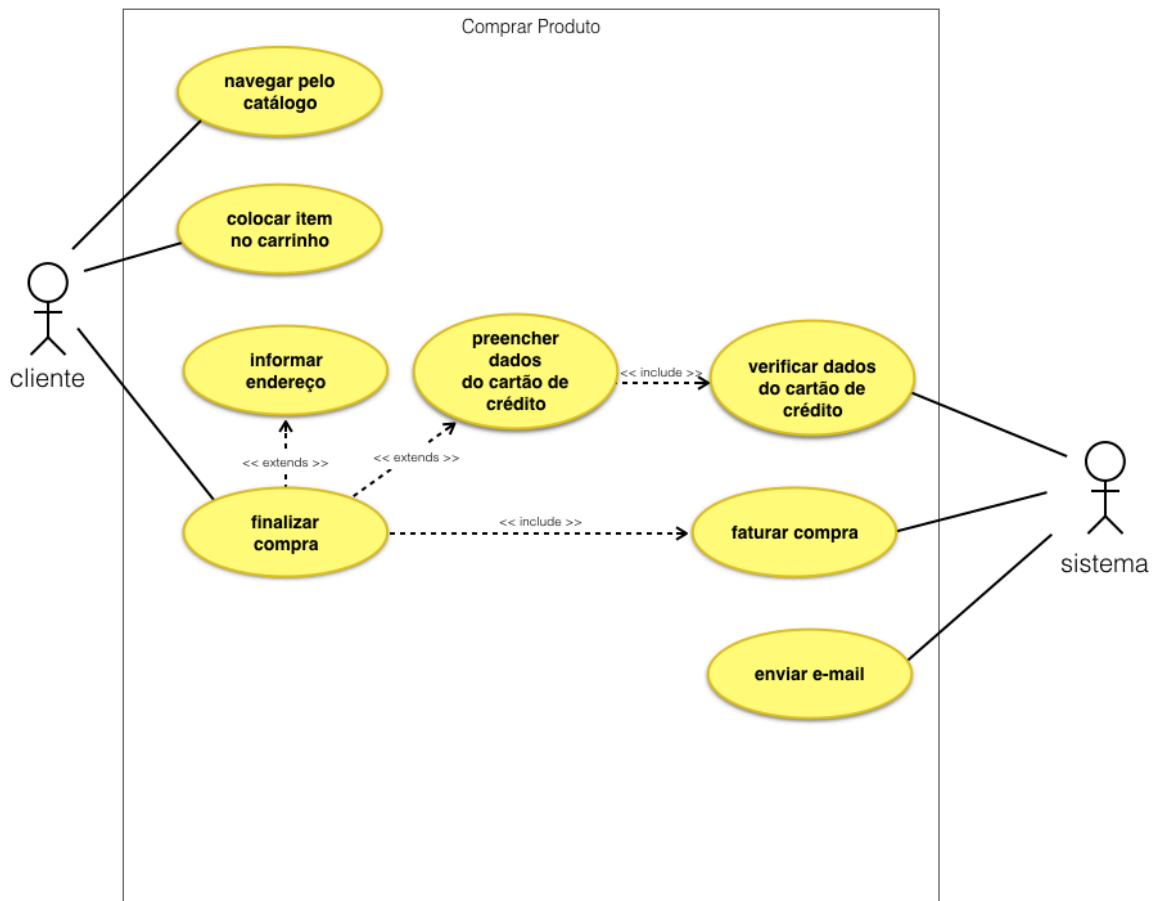 Comprar Produto
navegar pelo
catálogo
colocar item
no carrinho
cliente
informar
endereço
preencher
dados
do cartão de
crédito
<< include >>
verificar dados
do cartão de
crédito
<< extends >>
<< extends >>
finalizar
compra
<< include >>
faturar compra
sistema
enviar e-mail